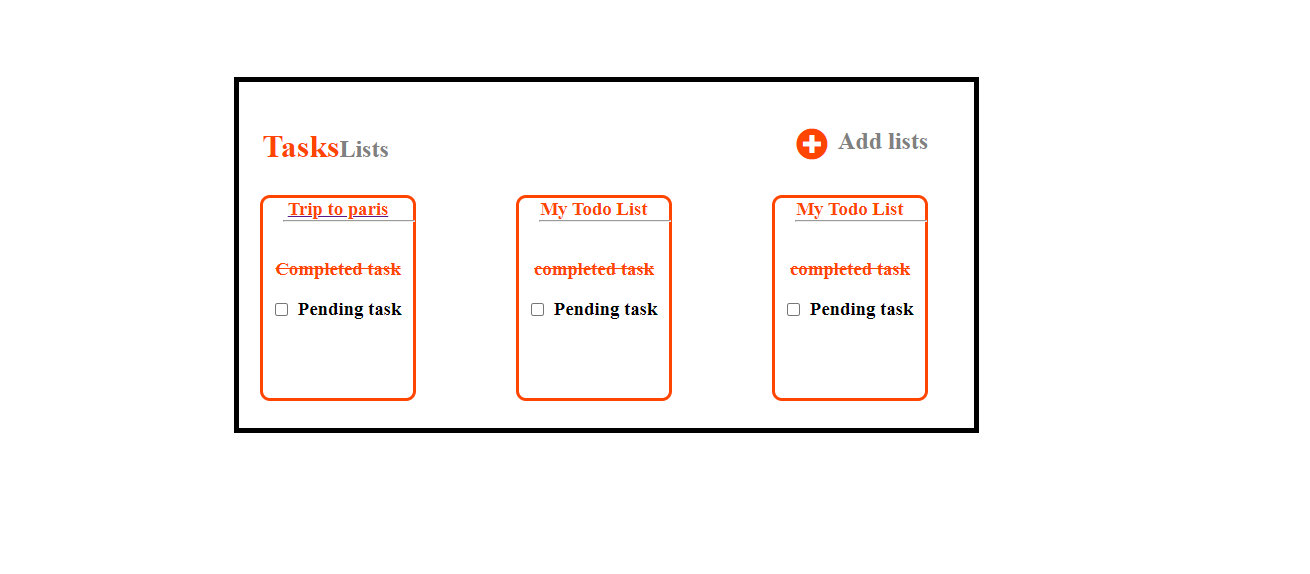 TasksLists
Add lists
Trip to paris
My Todo List
My Todo List
Completed task
completed task
completed task
Pending task
Pending task
Pending task